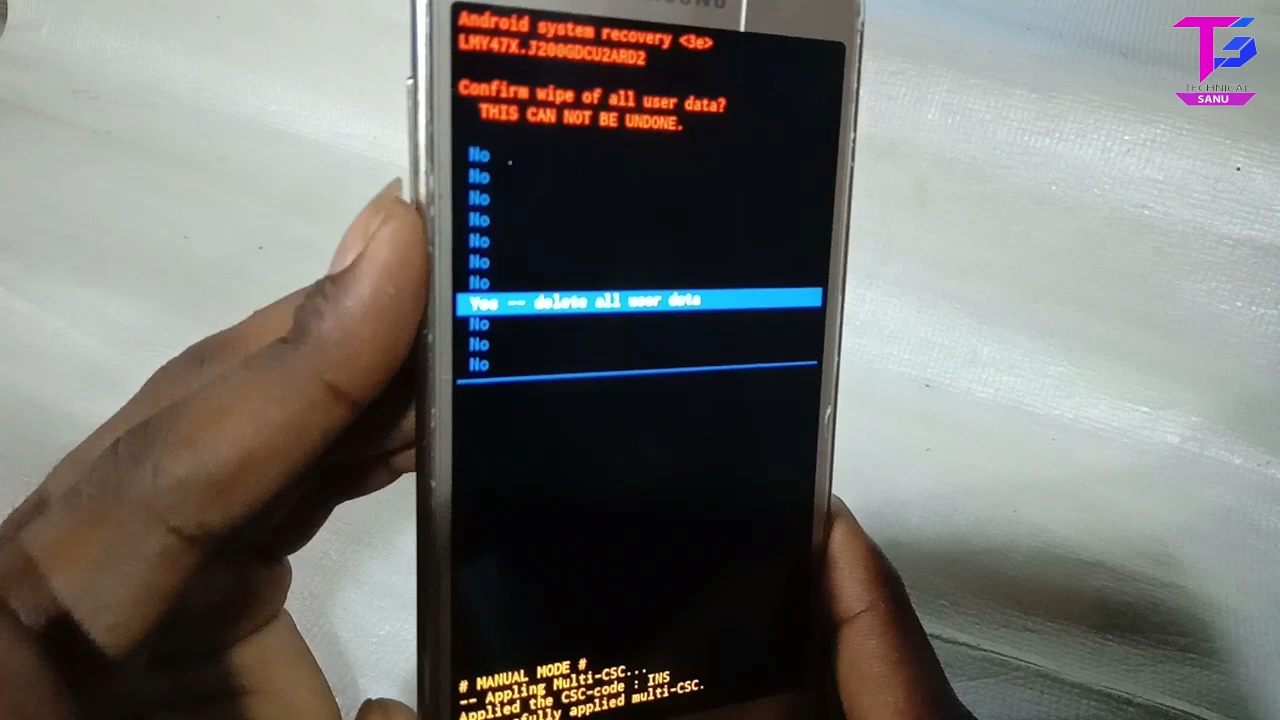 Android system recovery <3e>
LMY47X.J200GDCU2ARD2
Confirm wipe of all user data?
THIS CAN NOT BE UNDONE.
No
No
No
No
No
No
No
Yes -- delete all user data
No
No
No
# MANUAL MODE #
-- Appling Multi-CSC...
Applied the CSC-code : INS
fully applied multi-CSC.
TECHNICAL
SANU